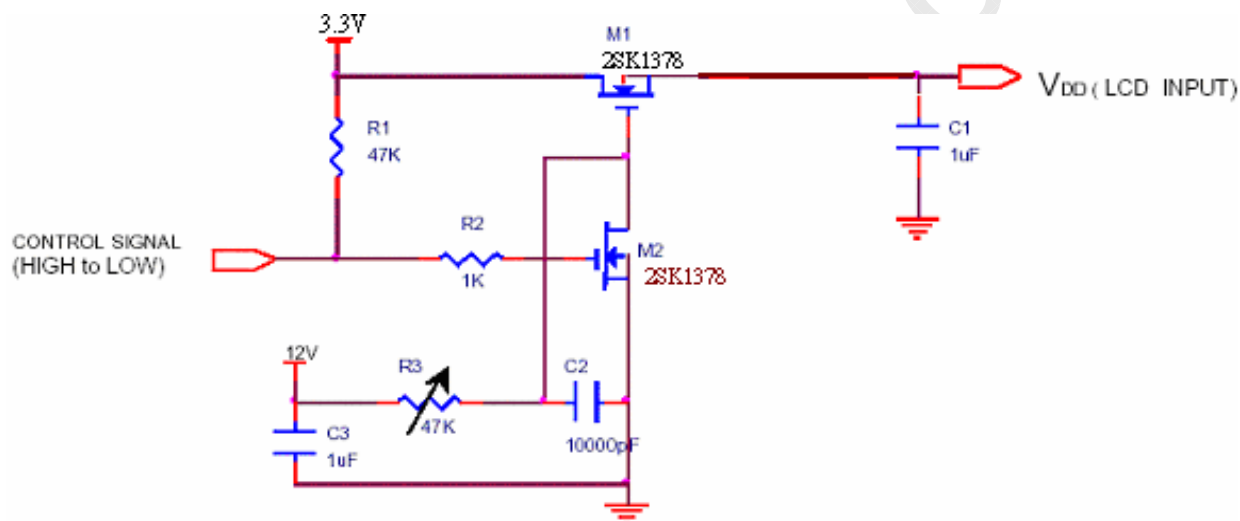 3.3V
M1
2SK1378
V_DD ( LCD INPUT)
R1
47K
C1
1uF
CONTROL SIGNAL
(HIGH to LOW)
R2
1K
M2
2SK1378
12V
R3
47K
C2
10000pF
C3
1uF